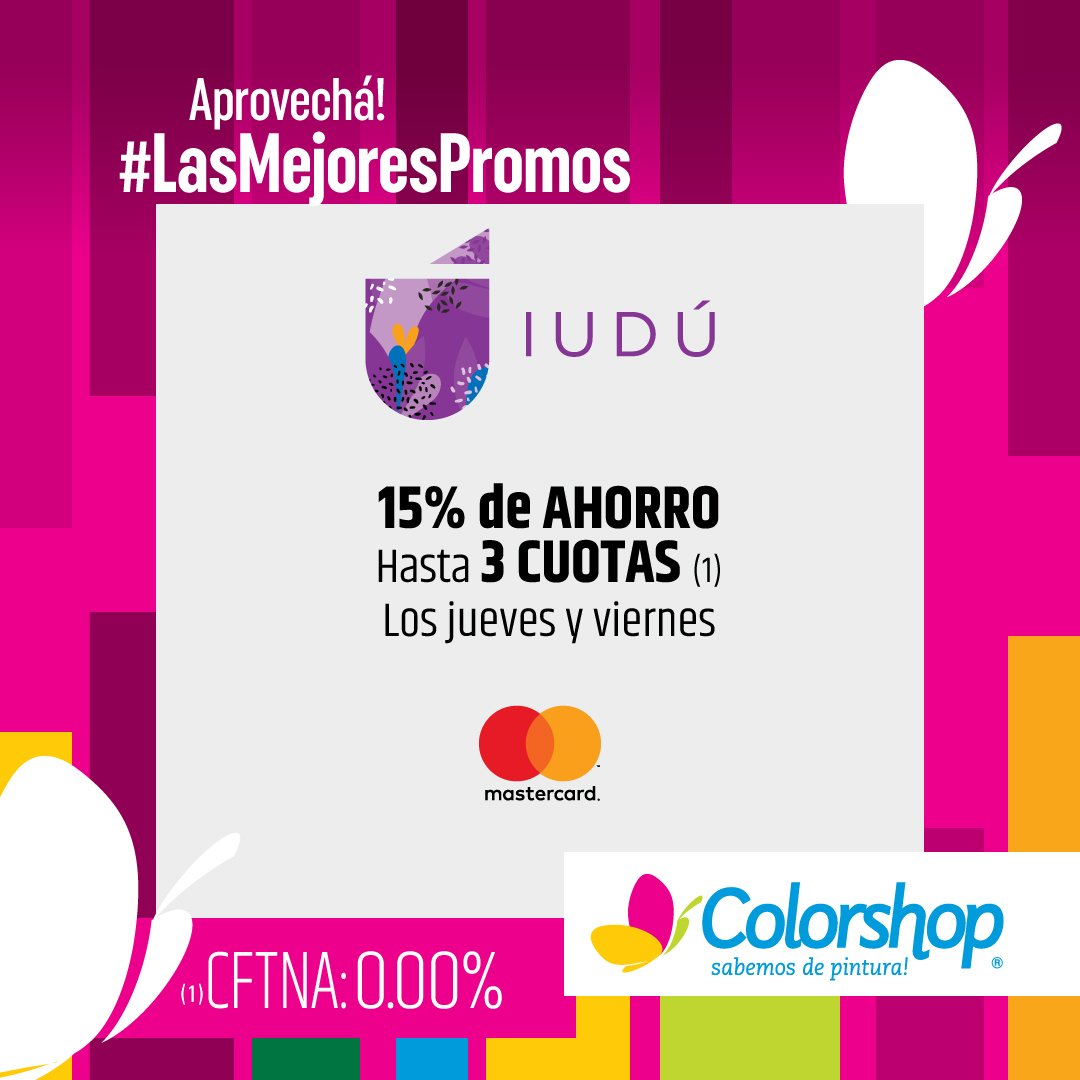 Aprovechá!
#LasMejoresPromos
IUDÚ
15% de AHORRO
Hasta 3 CUOTAS (1)
Los jueves y viernes
mastercard.
Colorshop®
sabemos de pintura!
(1) CFTNA: 0.00%